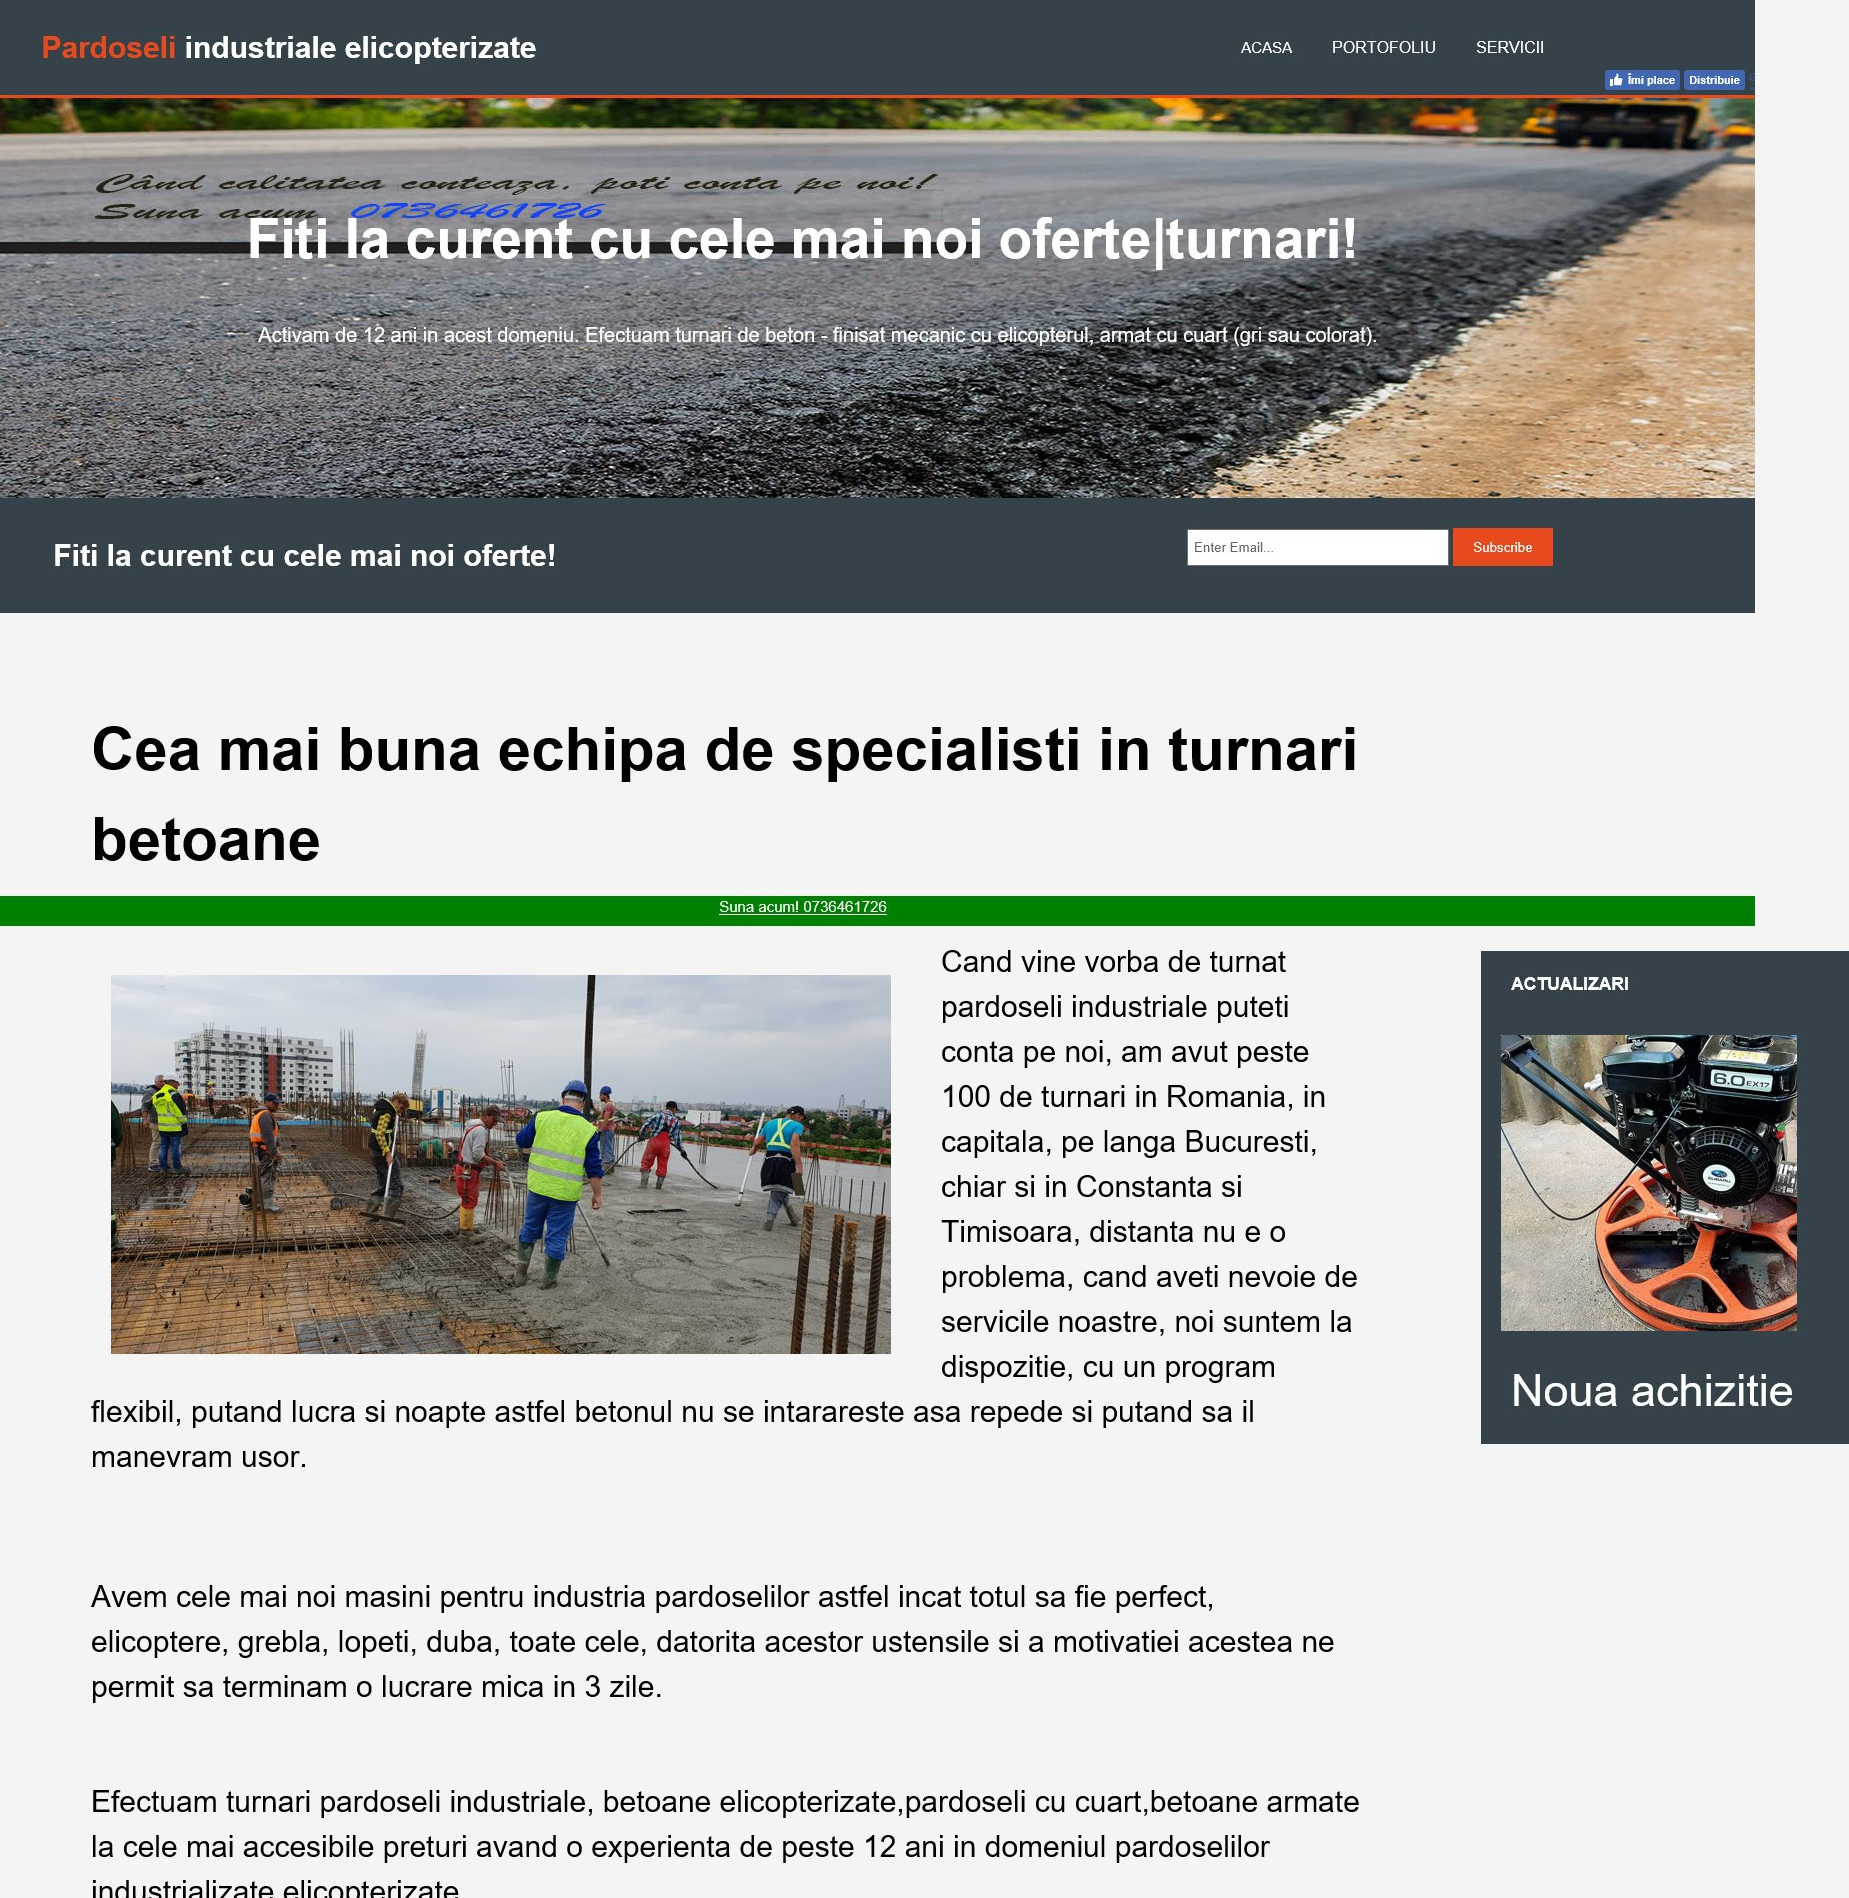 Pardoseli industriale elicopterizate
ACASA PORTOFOLIU SERVICII
Îmi place Distribuie
Când calitatea conteaza, poti conta pe noi!
Suna acum 0736461726
Fiti la curent cu cele mai noi oferte|turnari!
Activam de 12 ani in acest domeniu. Efectuam turnari de beton - finisat mecanic cu elicopterul, armat cu cuart (gri sau colorat).
Fiti la curent cu cele mai noi oferte!
Enter Email... Subscribe
Cea mai buna echipa de specialisti in turnari
betoane
Suna acum! 0736461726
Cand vine vorba de turnat
pardoseli industriale puteti
conta pe noi, am avut peste
100 de turnari in Romania, in
capitala, pe langa Bucuresti,
chiar si in Constanta si
Timisoara, distanta nu e o
problema, cand aveti nevoie de
servicile noastre, noi suntem la
dispozitie, cu un program
flexibil, putand lucra si noapte astfel betonul nu se intarareste asa repede si putand sa il
manevram usor.
ACTUALIZARI
6.0 EX17
SUBARU
Noua achizitie
Avem cele mai noi masini pentru industria pardoselilor astfel incat totul sa fie perfect,
elicoptere, grebla, lopeti, duba, toate cele, datorita acestor ustensile si a motivatiei acestea ne
permit sa terminam o lucrare mica in 3 zile.
Efectuam turnari pardoseli industriale, betoane elicopterizate,pardoseli cu cuart,betoane armate
la cele mai accesibile preturi avand o experienta de peste 12 ani in domeniul pardoselilor
industrializate elicopterizate